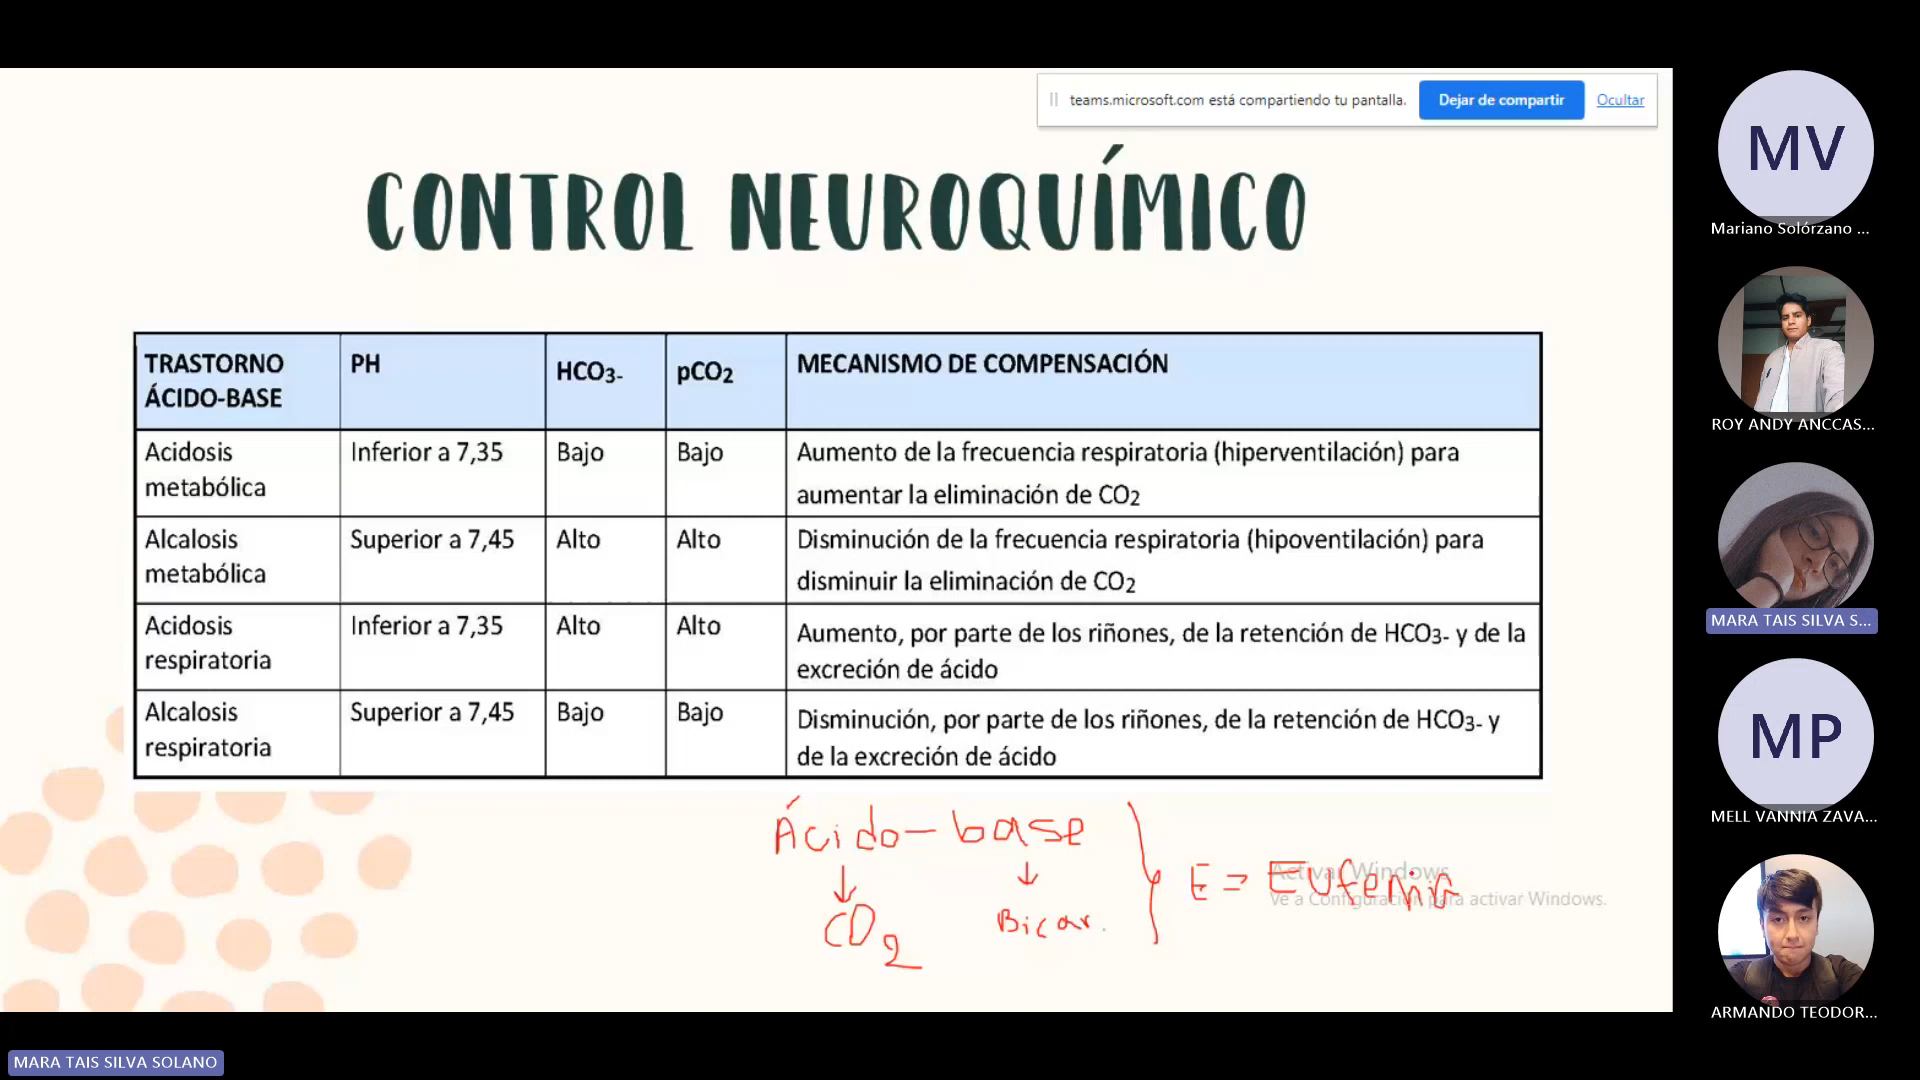 teams.microsoft.com está compartiendo tu pantalla.
Dejar de compartir
Ocultar
CONTROL NEUROQUÍMICO
TRASTORNO ÁCIDO-BASE
PH
HCO3-
pCO2
MECANISMO DE COMPENSACIÓN
Acidosis metabólica
Inferior a 7,35
Bajo
Bajo
Aumento de la frecuencia respiratoria (hiperventilación) para
aumentar la eliminación de CO2
Alcalosis metabólica
Superior a 7,45
Alto
Alto
Disminución de la frecuencia respiratoria (hipoventilación) para
disminuir la eliminación de CO2
Acidosis respiratoria
Inferior a 7,35
Alto
Alto
Aumento, por parte de los riñones, de la retención de HCO3- y de la
excreción de ácido
Alcalosis respiratoria
Superior a 7,45
Bajo
Bajo
Disminución, por parte de los riñones, de la retención de HCO3- y
de la excreción de ácido
Ácido - base
CO2
Bicar.
E = Eufemia
Activar Windows
Ve a Configuración para activar Windows.
MV
Mariano Solórzano ...
ROY ANDY ANCCAS...
MARA TAIS SILVA S...
MP
MELL VANNIA ZAVA...
ARMANDO TEODOR...
MARA TAIS SILVA SOLANO